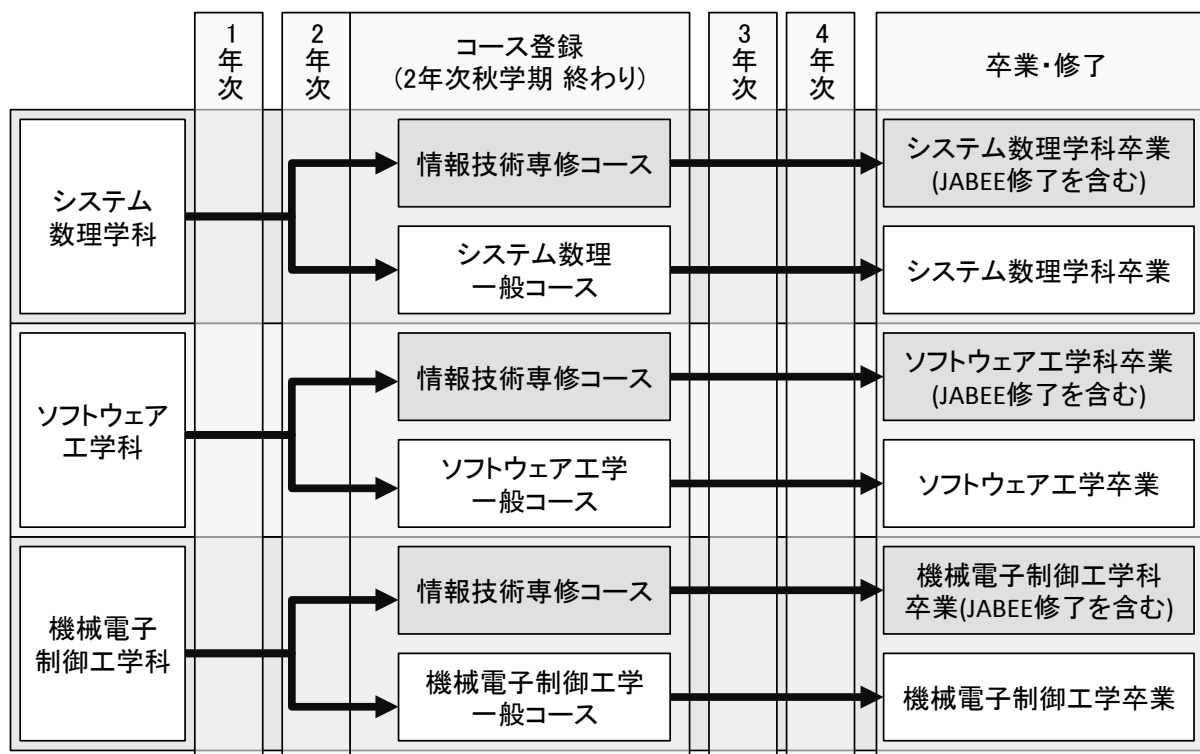 1
年
次
2
年
次
コース登録
(2年次秋学期 終わり)
3
年
次
4
年
次
卒業・修了
システム
数理学科
情報技術専修コース
システム数理学科卒業
(JABEE修了を含む)
システム数理
一般コース
システム数理学科卒業
ソフトウェア
工学科
情報技術専修コース
ソフトウェア工学科卒業
(JABEE修了を含む)
ソフトウェア工学
一般コース
ソフトウェア工学卒業
機械電子
制御工学科
情報技術専修コース
機械電子制御工学科
卒業(JABEE修了を含む)
機械電子制御工学
一般コース
機械電子制御工学卒業